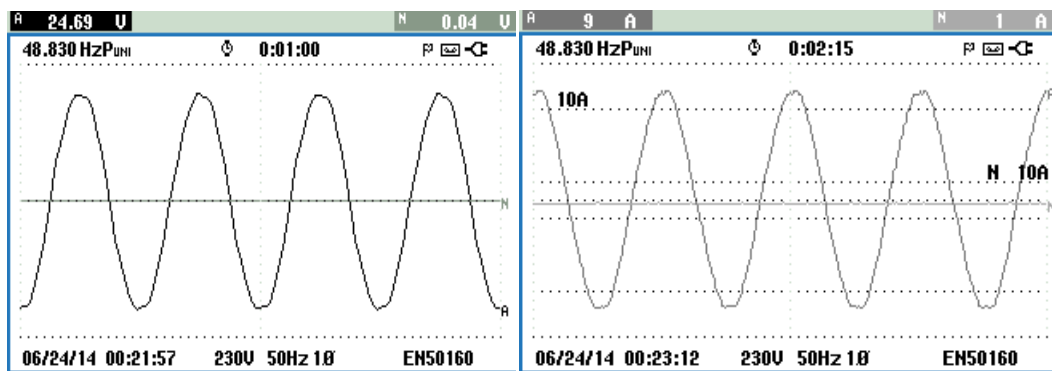 A 24.69 V N 0.04 V
48.830 HzPUNI 0:01:00 P
N
A
06/24/14 00:21:57 230V 50Hz 1Ø EN50160
A 9 A N 1 A
48.830 HzPUNI 0:02:15 P
10A
A
N 10A
N
06/24/14 00:23:12 230V 50Hz 1Ø EN50160